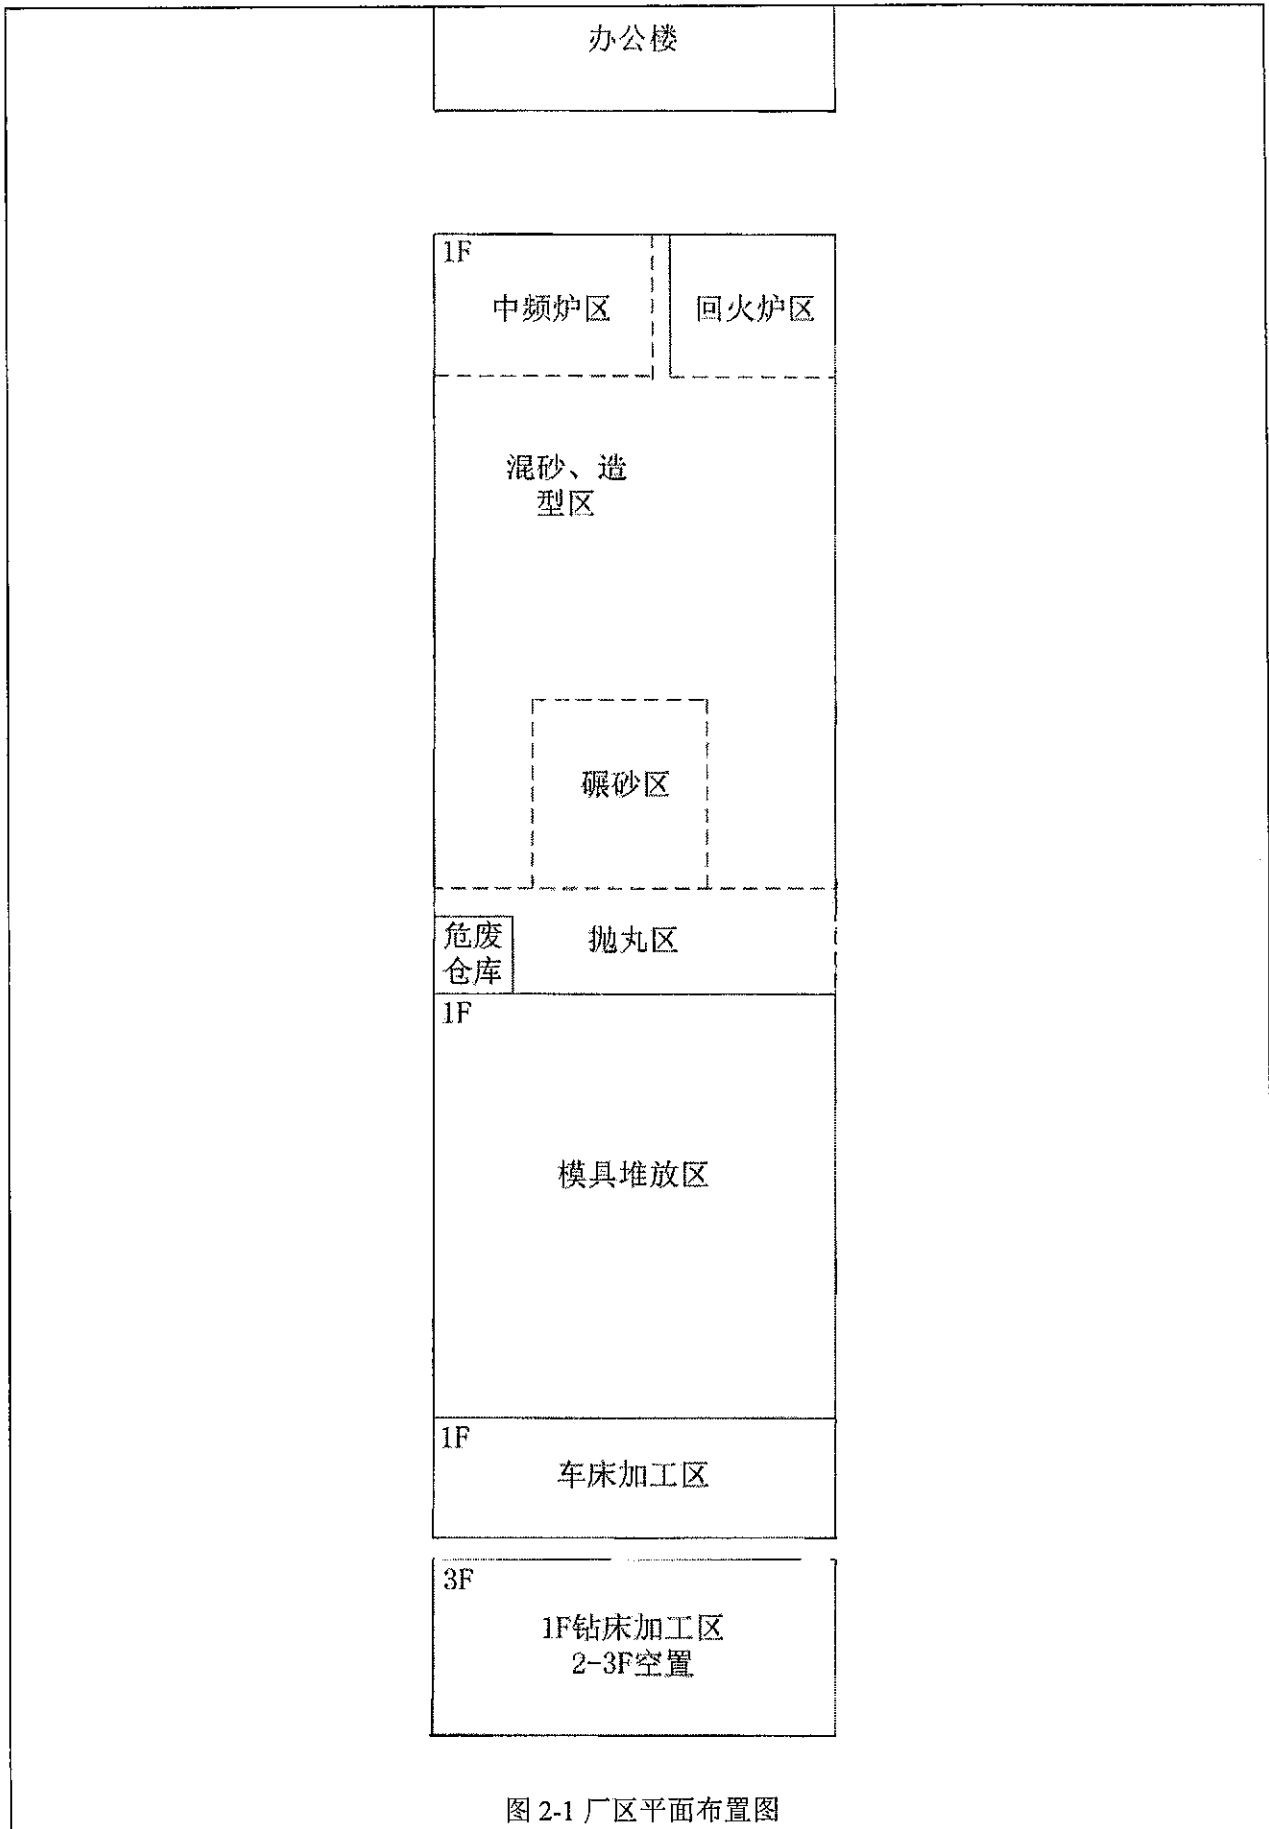 办公楼
1F
中频炉区
回火炉区
混砂、造
型区
碾砂区
危废
仓库
抛丸区
1F
模具堆放区
1F
车床加工区
3F
1F钻床加工区
2-3F空置
图 2-1 厂区平面布置图